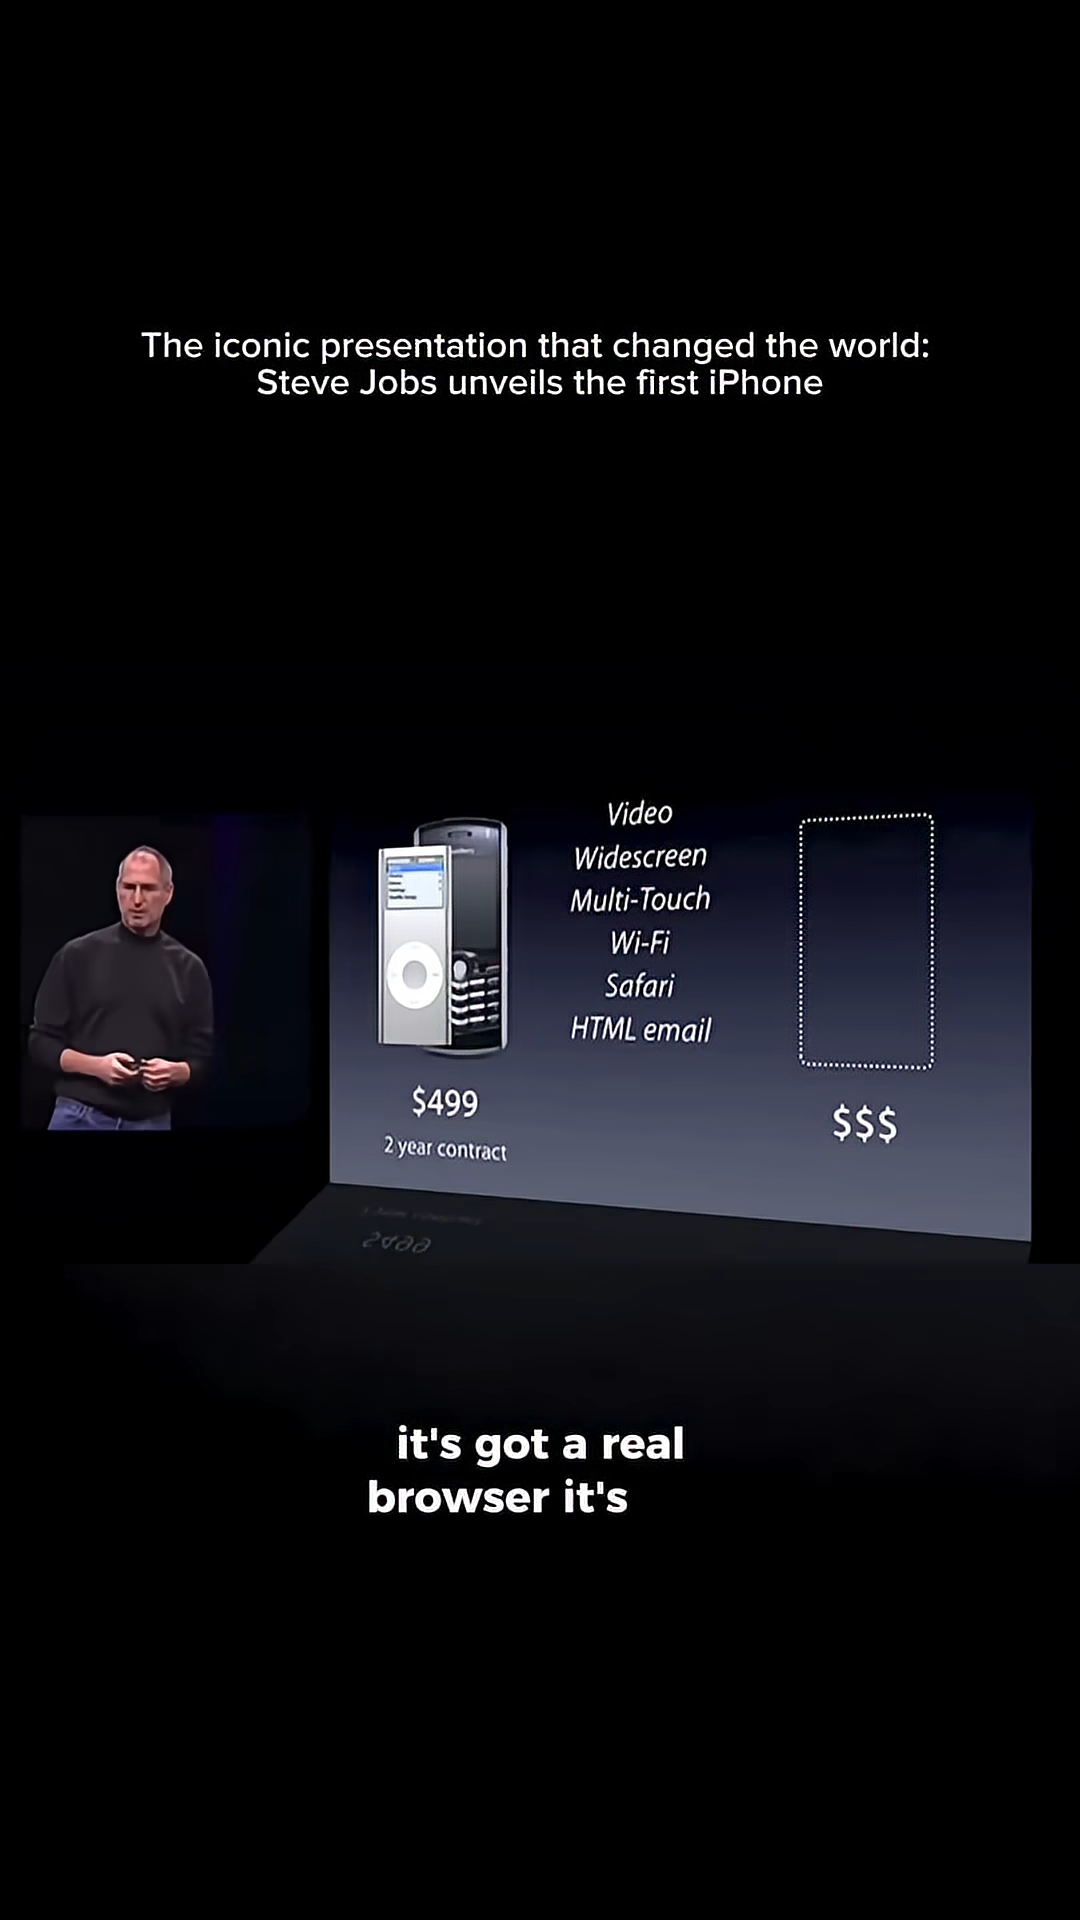 The iconic presentation that changed the world:
Steve Jobs unveils the first iPhone
Video
Widescreen
Multi-Touch
Wi-Fi
Safari
HTML email
$499
2 year contract
$$$
it's got a real
browser it's